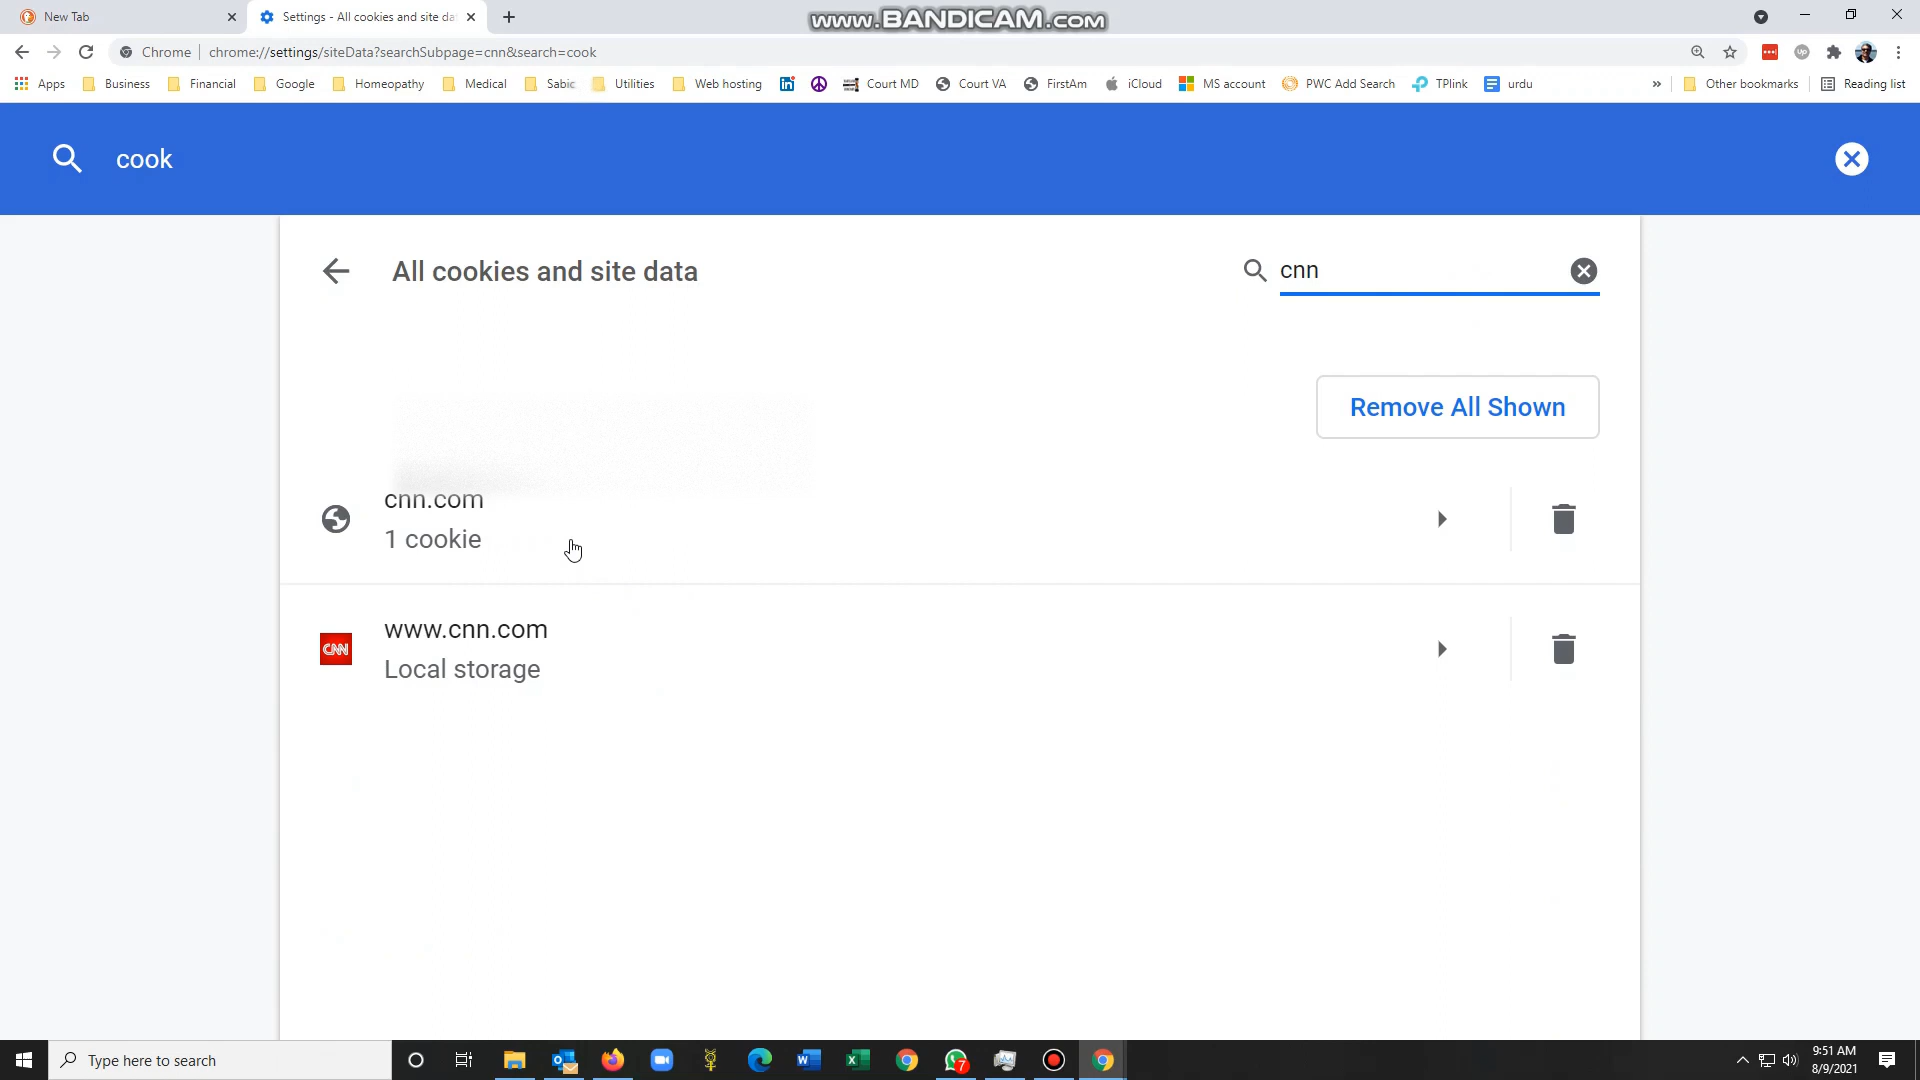 New Tab
Settings - All cookies and site da
www.BANDICAM.com
Chrome
chrome://settings/siteData?searchSubpage=cnn&search=cook
Apps
Business
Financial
Google
Homeopathy
Medical
Sabic
Utilities
Web hosting
in
Court MD
Court VA
FirstAm
iCloud
MS account
PWC Add Search
TPlink
urdu
»
Other bookmarks
Reading list
cook
All cookies and site data
cnn
Remove All Shown
cnn.com
1 cookie
CNN
www.cnn.com
Local storage
Type here to search
7
9:51 AM
8/9/2021